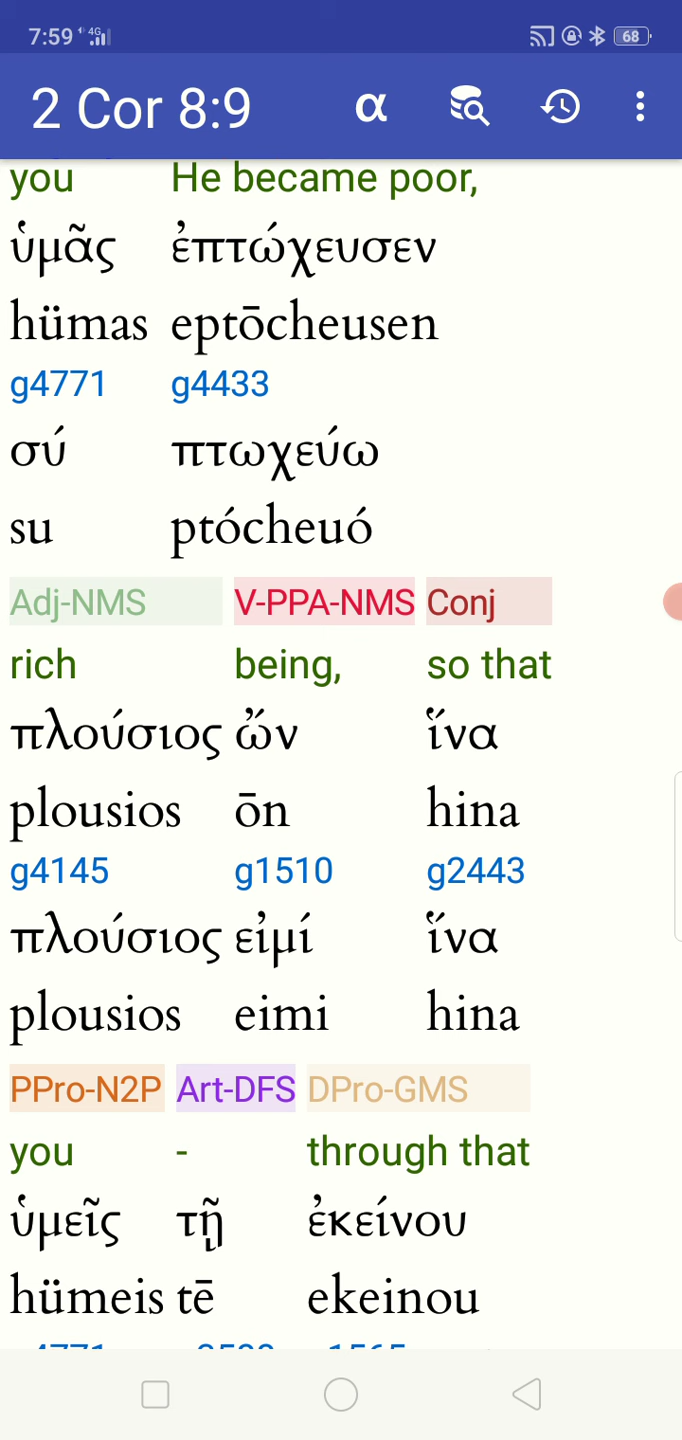 7:59 4G 68
2 Cor 8:9 α
you He became poor,
ὑμᾶς ἐπτώχευσεν
hümas eptōcheusen
g4771 g4433
σύ πτωχεύω
su ptócheuó
Adj-NMS V-PPA-NMS Conj
rich being, so that
πλούσιος ὤν ἵνα
plousios ōn hina
g4145 g1510 g2443
πλούσιος εἰμί ἵνα
plousios eimi hina
PPro-N2P Art-DFS DPro-GMS
you - through that
ὑμεῖς τῇ ἐκείνου
hümeis tē ekeinou